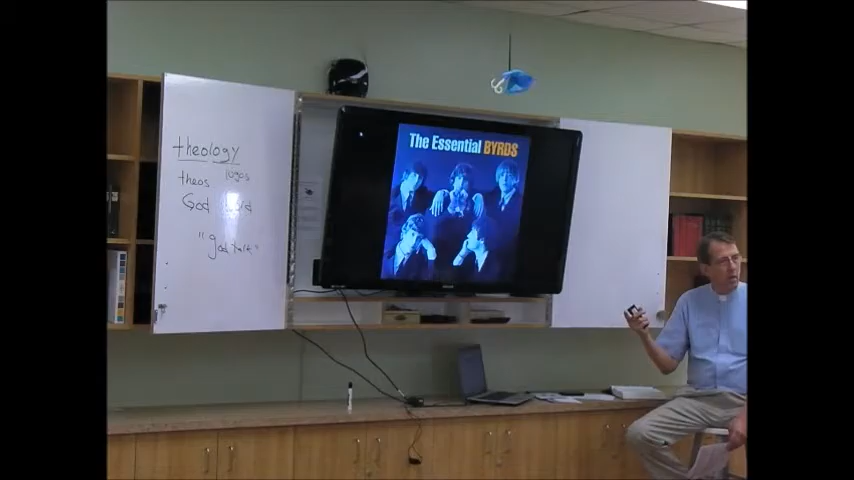 theology
theos logos
God
"god talk"
The Essential BYRDS